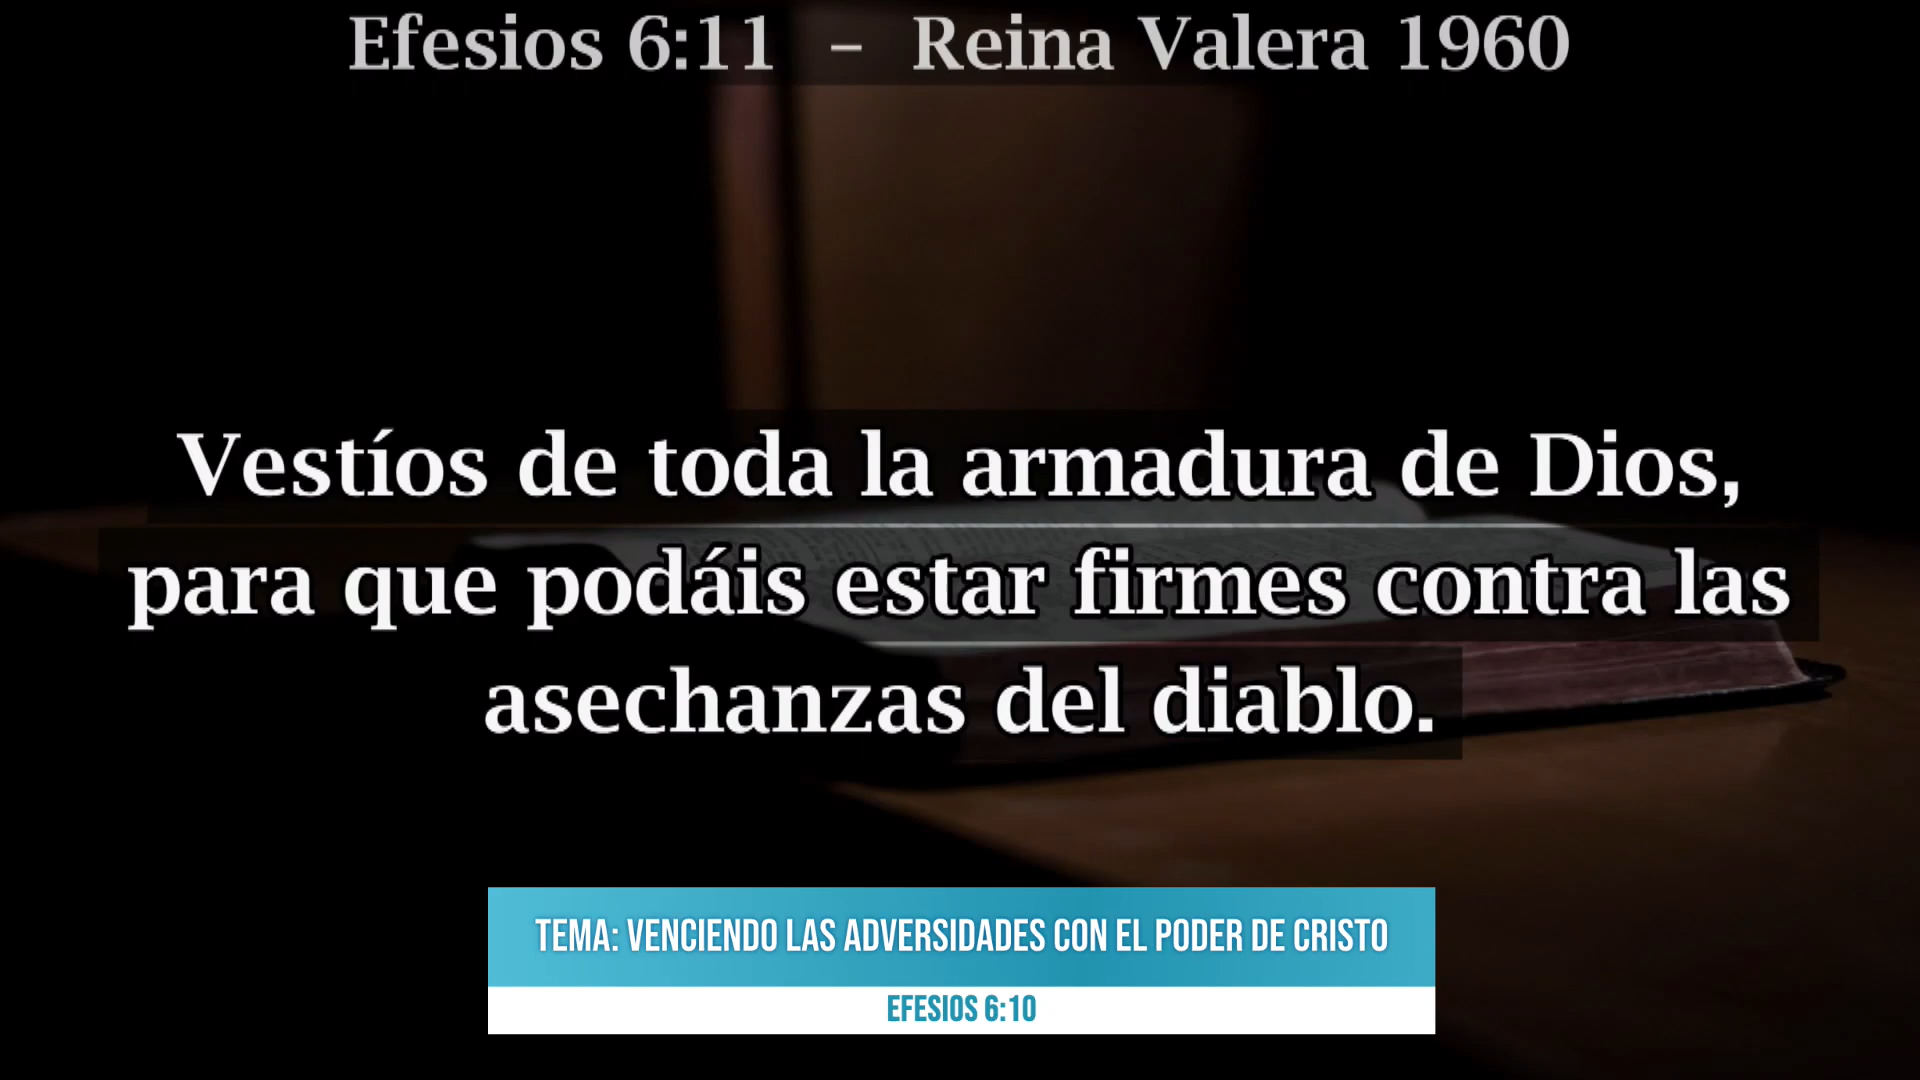 Efesios 6:11 – Reina Valera 1960
Vestíos de toda la armadura de Dios,
para que podáis estar firmes contra las
asechanzas del diablo.
TEMA: VENCIENDO LAS ADVERSIDADES CON EL PODER DE CRISTO
EFESIOS 6:10